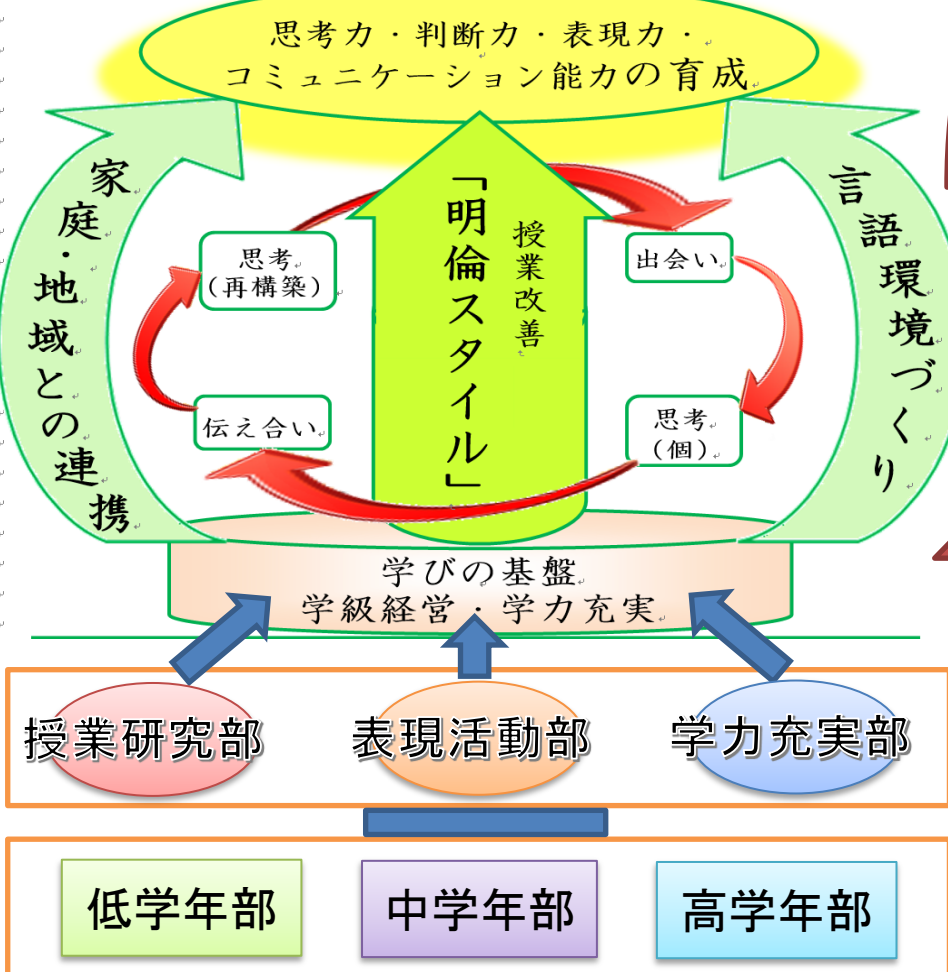 思考力・判断力・表現力・
コミュニケーション能力の育成
家庭・地域との連携
言語環境づくり
「明倫スタイル」
授業改善
思考
(再構築)
出会い
伝え合い
思考
(個)
学びの基盤
学級経営・学力充実
授業研究部
表現活動部
学力充実部
低学年部
中学年部
高学年部